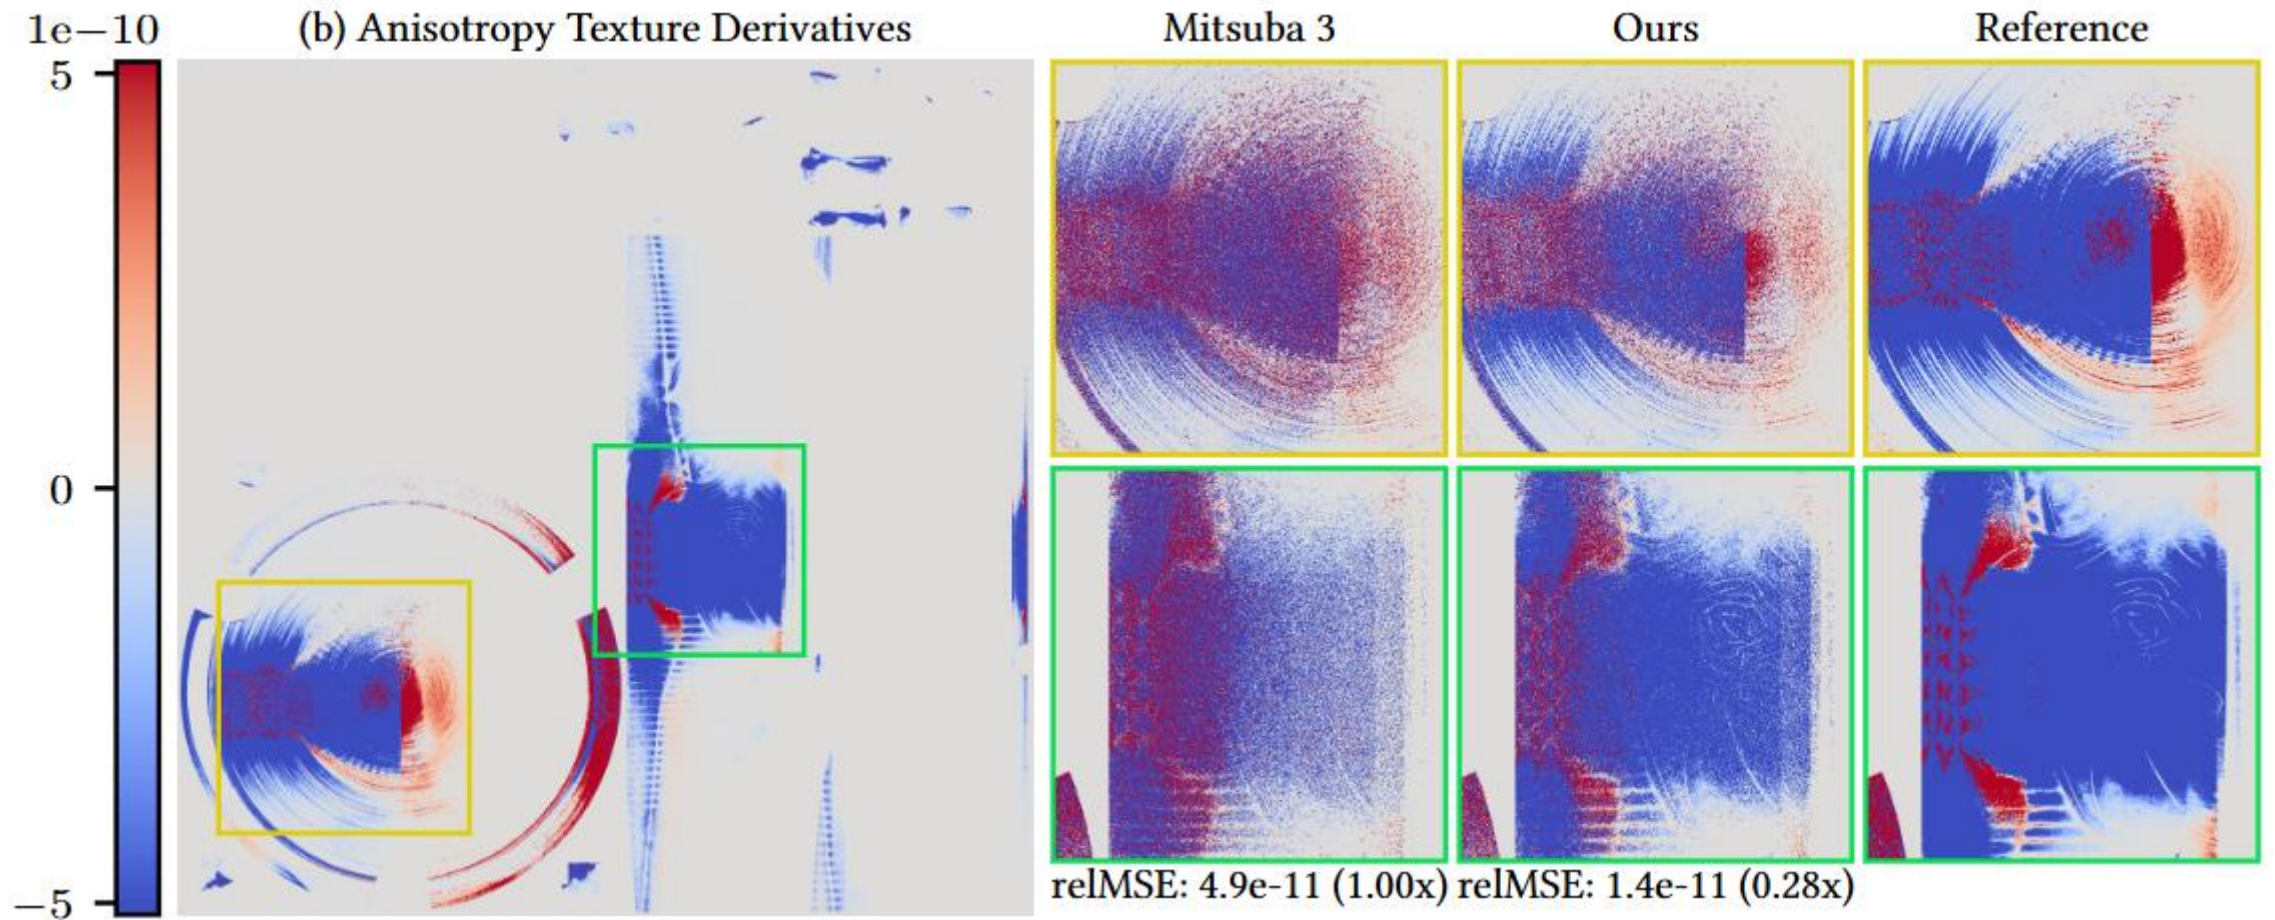 1e−10
(b) Anisotropy Texture Derivatives
Mitsuba 3
Ours
Reference
5
0
−5
relMSE: 4.9e-11 (1.00x)
relMSE: 1.4e-11 (0.28x)